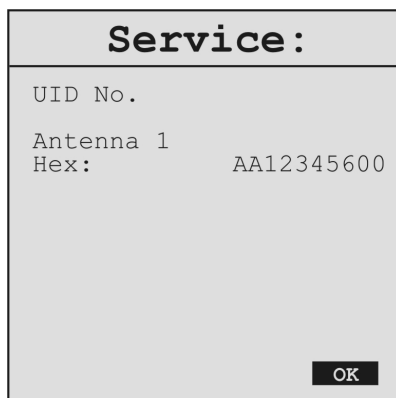 Service:
UID No.
Antenna 1
Hex: AA12345600
OK